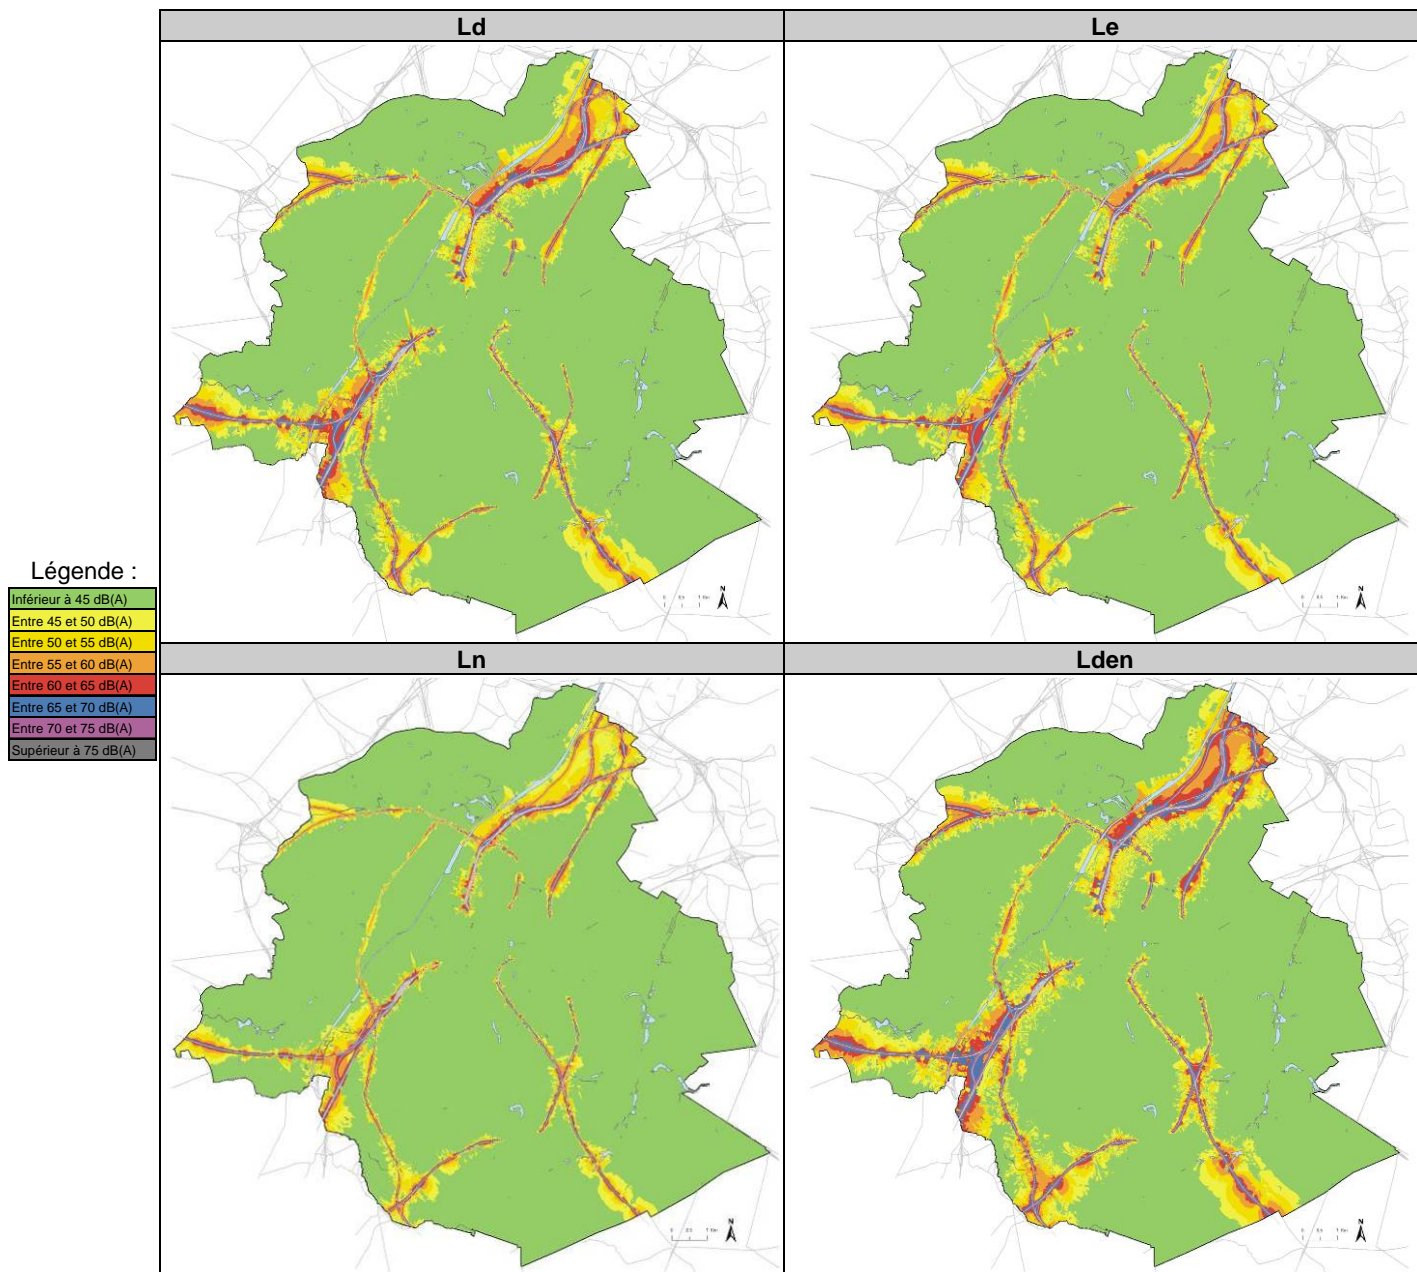 Ld
Le
Légende :
Inférieur à 45 dB(A)
Entre 45 et 50 dB(A)
Entre 50 et 55 dB(A)
Entre 55 et 60 dB(A)
Entre 60 et 65 dB(A)
Entre 65 et 70 dB(A)
Entre 70 et 75 dB(A)
Supérieur à 75 dB(A)
N
N
Ln
Lden
N
N